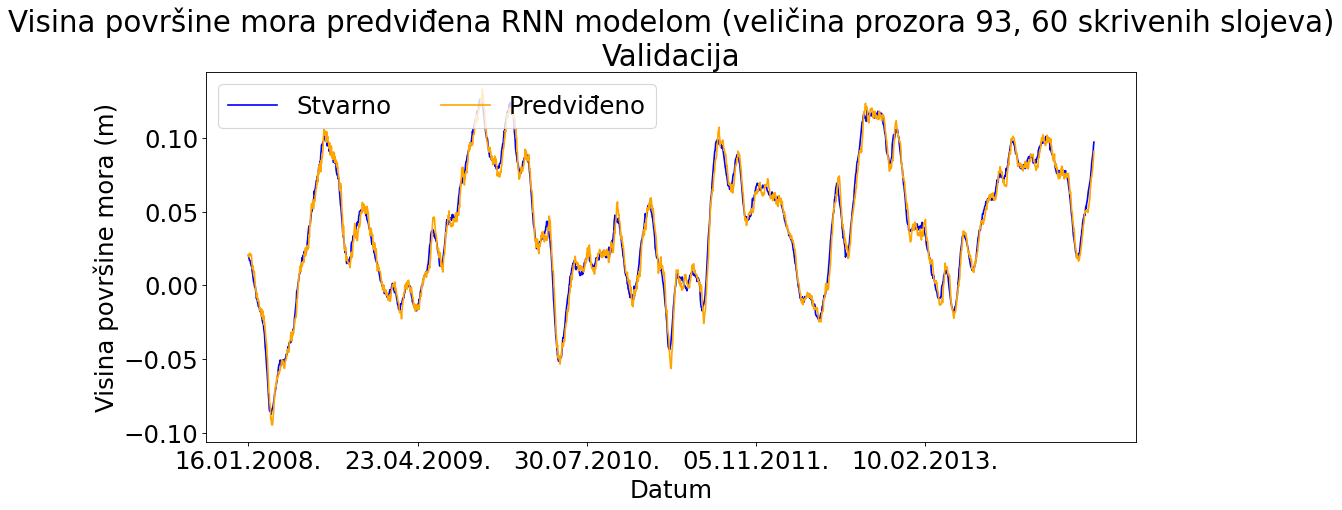 Visina površine mora predviđena RNN modelom (veličina prozora 93, 60 skrivenih slojeva)
Validacija
Stvarno
Predviđeno
Visina površine mora (m)
0.10
0.05
0.00
−0.05
−0.10
16.01.2008.
23.04.2009.
30.07.2010.
05.11.2011.
10.02.2013.
Datum